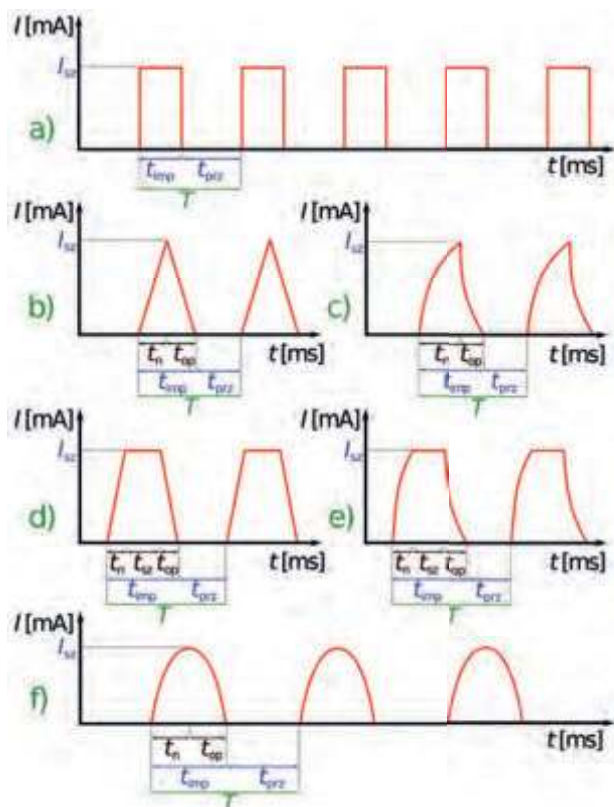 I [mA]
I_sz
a)
t_imp t_prz
t [ms]
T
I [mA] I [mA]
I_sz I_sz
b) c)
t_n t_op t [ms] t_n t_op t [ms]
t_imp t_prz t_imp t_prz
T T
I [mA] I [mA]
I_sz I_sz
d) e)
t_n t_sz t_op t [ms] t_n t_sz t_op t [ms]
t_imp t_prz t_imp t_prz
T T
I [mA]
I_sz
f)
t_n t_op t [ms]
t_imp t_prz
T